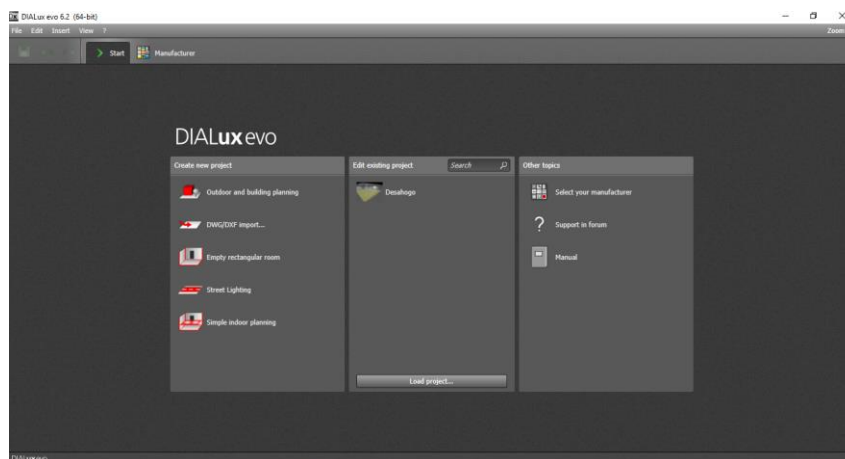 DIALux evo 6.2 (64-bit)
File Edit Insert View ?
Zoom
Start Manufacturer
DIALux evo
Create new project
Outdoor and building planning
DWG/DXF import...
Empty rectangular room
Street Lighting
Simple indoor planning
Edit existing project Search
Desahogo
Load project...
Other topics
Select your manufacturer
? Support in forum
Manual
DIALux evo